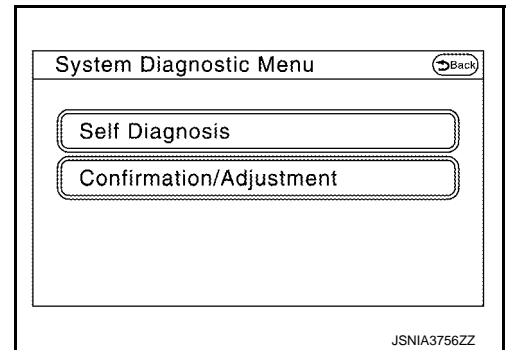 System Diagnostic Menu Back
Self Diagnosis
Confirmation/Adjustment
JSNIA3756ZZ